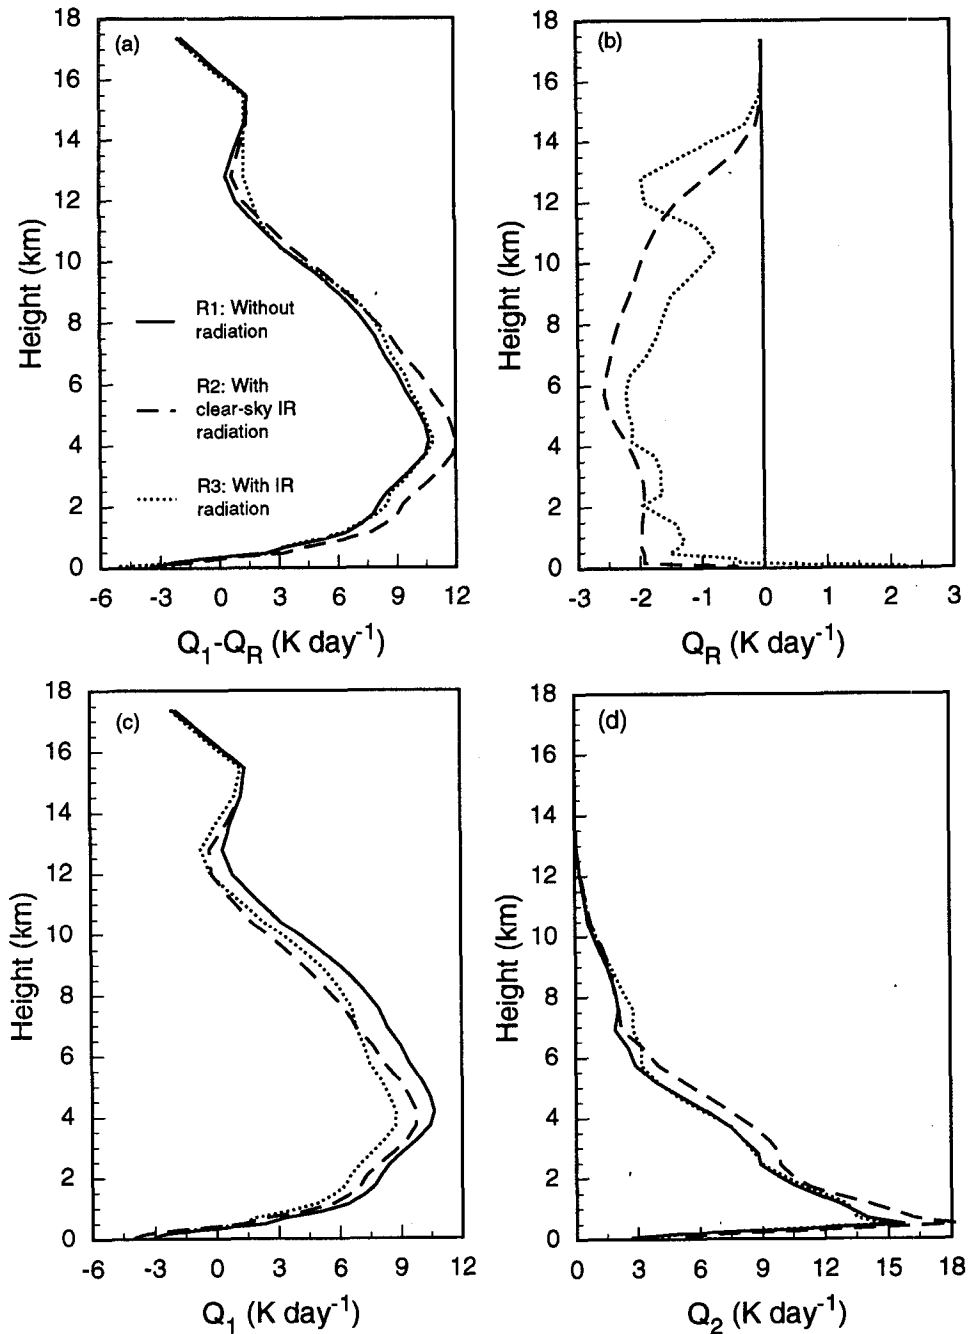 18
16
14
12
10
8
6
4
2
0
Height (km)
(a)
R1: Without
radiation
R2: With
clear-sky IR
radiation
R3: With IR
radiation
-6 -3 0 3 6 9 12
Q1-QR (K day-1)
18
16
14
12
10
8
6
4
2
0
Height (km)
(b)
-3 -2 -1 0 1 2 3
QR (K day-1)
18
16
14
12
10
8
6
4
2
0
Height (km)
(c)
-6 -3 0 3 6 9 12
Q1 (K day-1)
18
16
14
12
10
8
6
4
2
0
Height (km)
(d)
0 3 6 9 12 15 18
Q2 (K day-1)